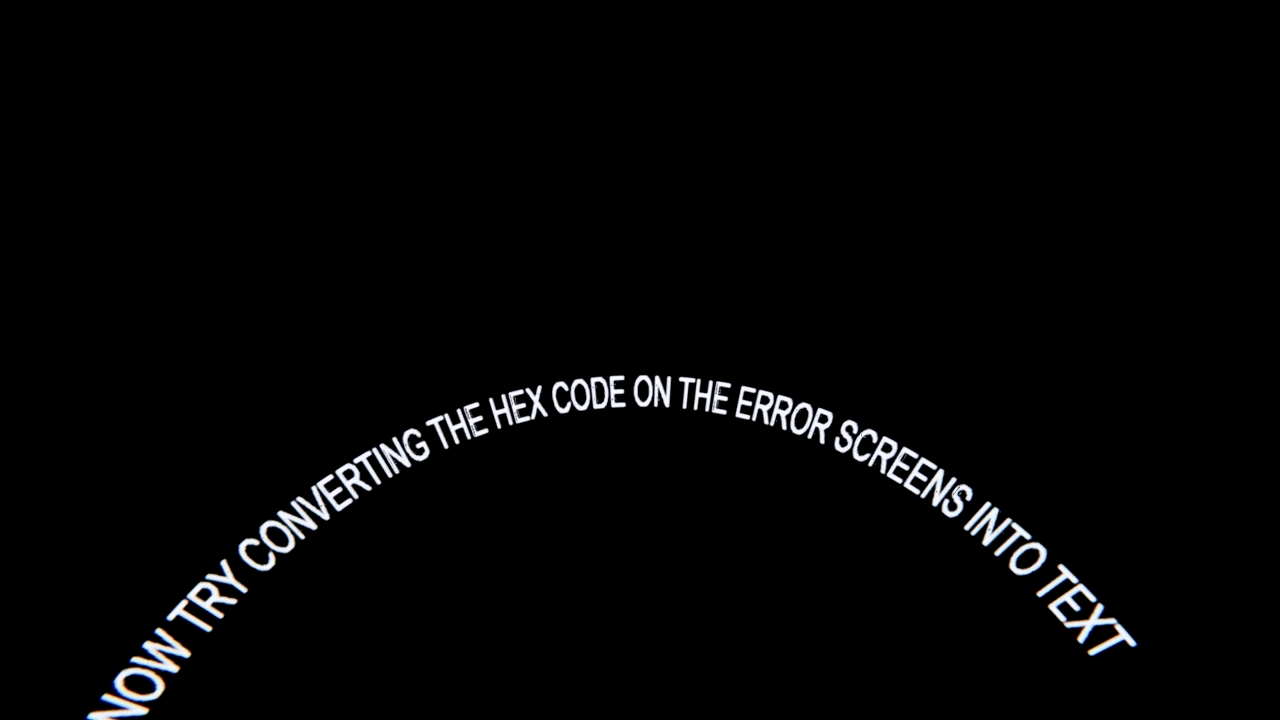 NOW TRY CONVERTING THE HEX CODE ON THE ERROR SCREENS INTO TEXT